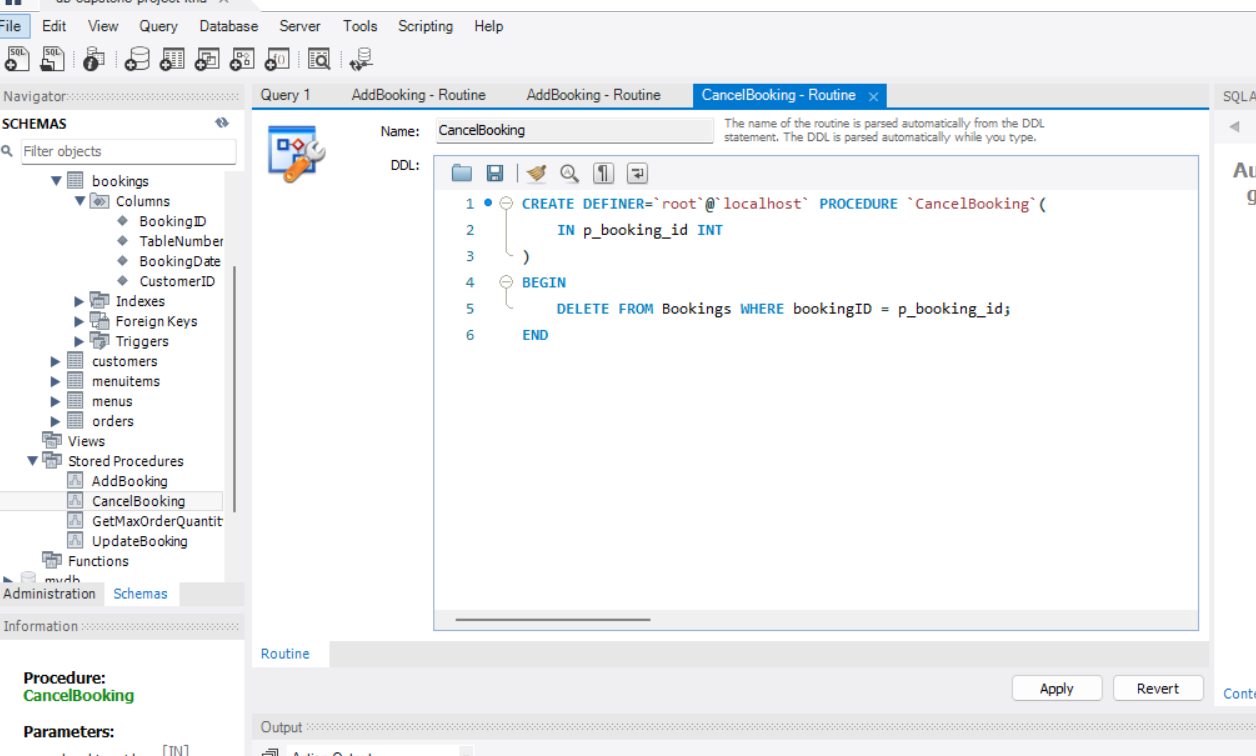 File Edit View Query Database Server Tools Scripting Help
Navigator
SCHEMAS
Filter objects
bookings
Columns
BookingID
TableNumber
BookingDate
CustomerID
Indexes
Foreign Keys
Triggers
customers
menuitems
menus
orders
Views
Stored Procedures
AddBooking
CancelBooking
GetMaxOrderQuantit
UpdateBooking
Functions
mydb
Administration Schemas
Information
Procedure:
CancelBooking
Parameters:
[IN]
Query 1 AddBooking - Routine AddBooking - Routine CancelBooking - Routine
Name: CancelBooking
The name of the routine is parsed automatically from the DDL
statement. The DDL is parsed automatically while you type.
DDL:
1 CREATE DEFINER=`root`@`localhost` PROCEDURE `CancelBooking`(
2 IN p_booking_id INT
3 )
4 BEGIN
5 DELETE FROM Bookings WHERE bookingID = p_booking_id;
6 END
Routine
Apply Revert
Output
SQLA
Au
g
Conte